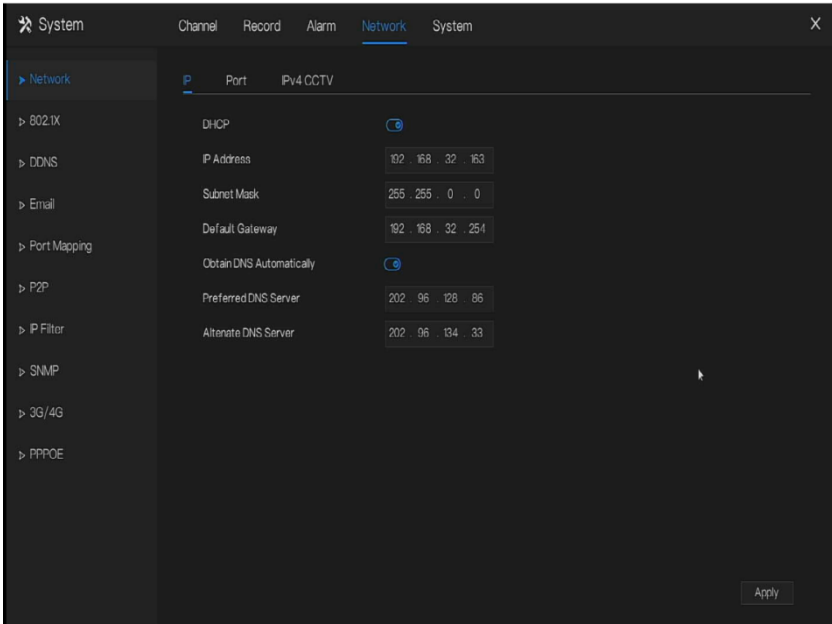 System Channel Record Alarm Network System X
Network
IP Port IPv4 CCTV
802.1X
DHCP
DDNS
IP Address 192 . 168 . 32 . 163
Email
Subnet Mask 255 . 255 . 0 . 0
Port Mapping
Default Gateway 192 . 168 . 32 . 254
Obtain DNS Automatically
P2P
Preferred DNS Server 202 . 96 . 128 . 86
IP Filter
Altenate DNS Server 202 . 96 . 134 . 33
SNMP
3G/4G
PPPOE
Apply